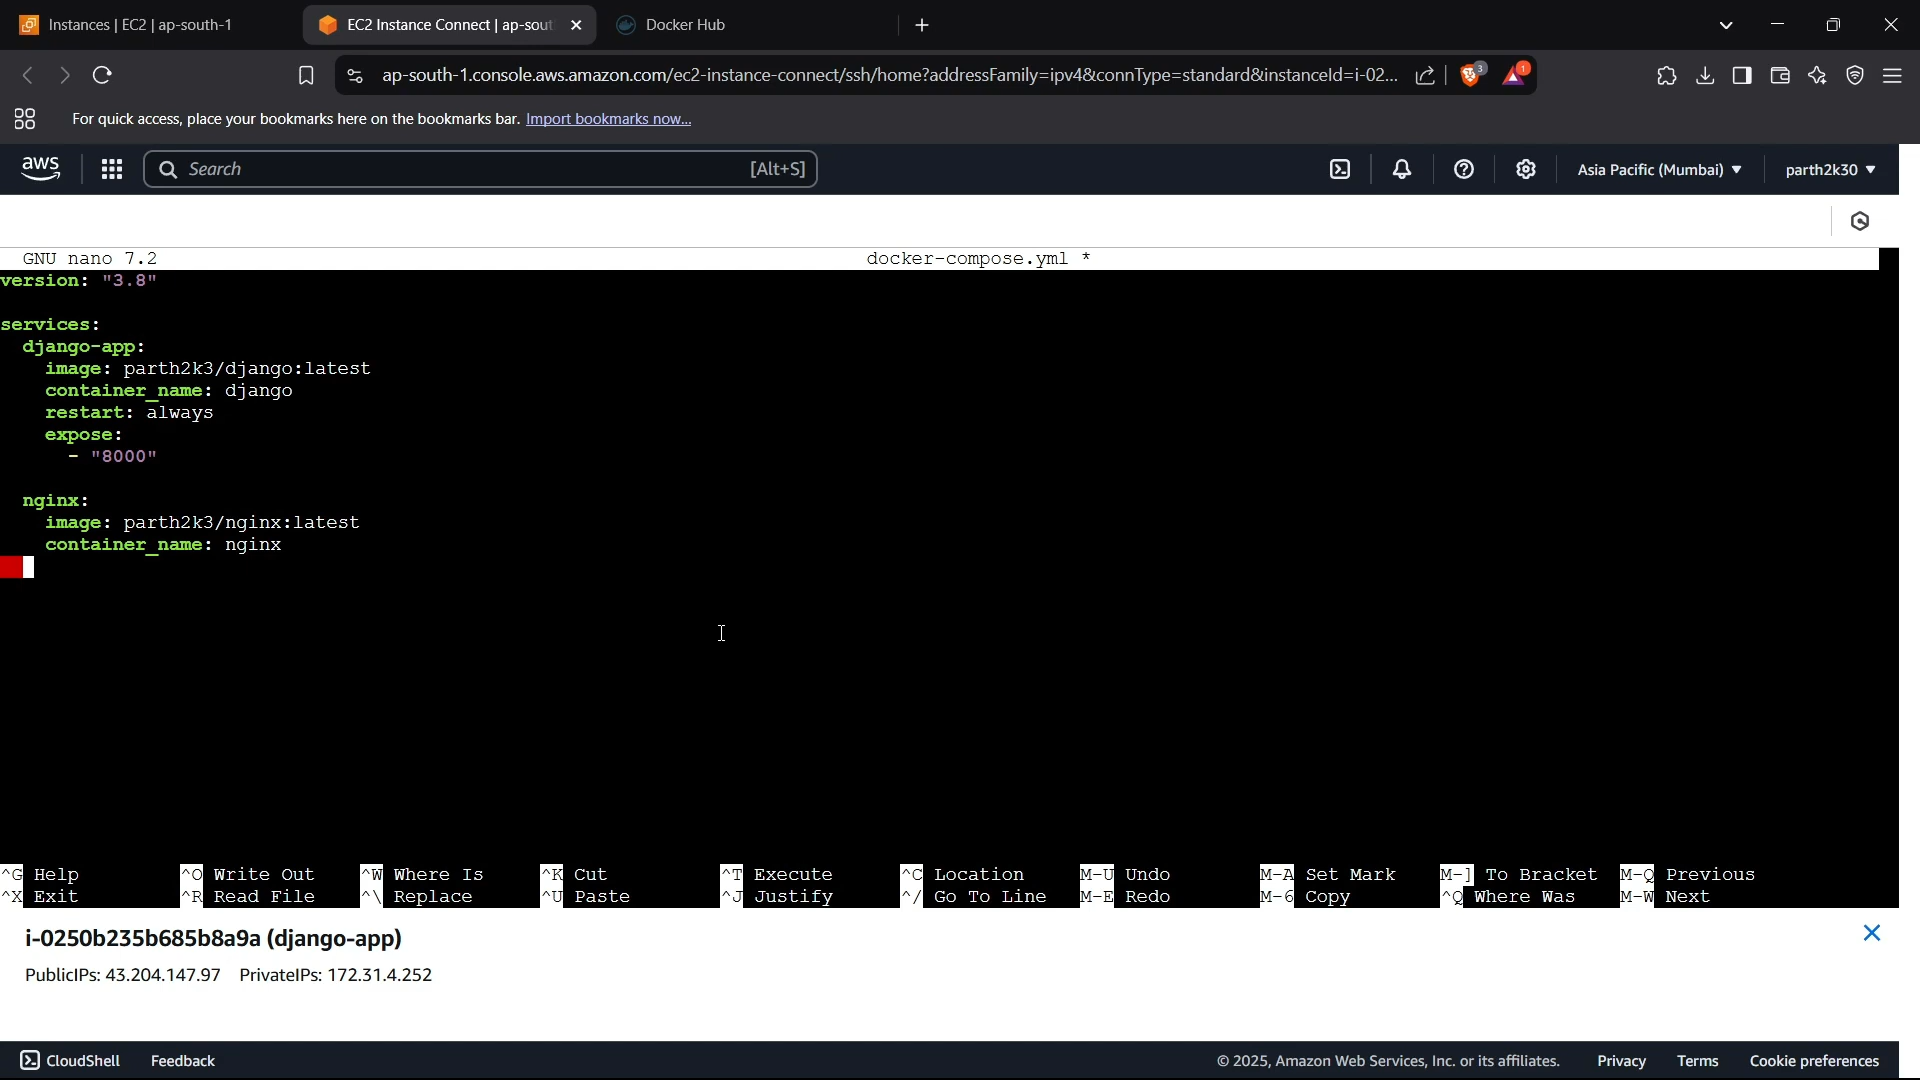 Instances | EC2 | ap-south-1
EC2 Instance Connect | ap-sout
Docker Hub
ap-south-1.console.aws.amazon.com/ec2-instance-connect/ssh/home?addressFamily=ipv4&connType=standard&instanceId=i-02...
3
1
For quick access, place your bookmarks here on the bookmarks bar. Import bookmarks now...
aws
Search
[Alt+S]
Asia Pacific (Mumbai)
parth2k30
GNU nano 7.2 docker-compose.yml *
version: "3.8"
services:
django-app:
image: parth2k3/django:latest
container_name: django
restart: always
expose:
- "8000"
nginx:
image: parth2k3/nginx:latest
container_name: nginx
^G Help ^O Write Out ^W Where Is ^K Cut ^T Execute ^C Location M-U Undo M-A Set Mark M-] To Bracket M-Q Previous
^X Exit ^R Read File ^\ Replace ^U Paste ^J Justify ^/ Go To Line M-E Redo M-6 Copy ^Q Where Was M-W Next
i-0250b235b685b8a9a (django-app)
PublicIPs: 43.204.147.97 PrivateIPs: 172.31.4.252
CloudShell Feedback
© 2025, Amazon Web Services, Inc. or its affiliates. Privacy Terms Cookie preferences